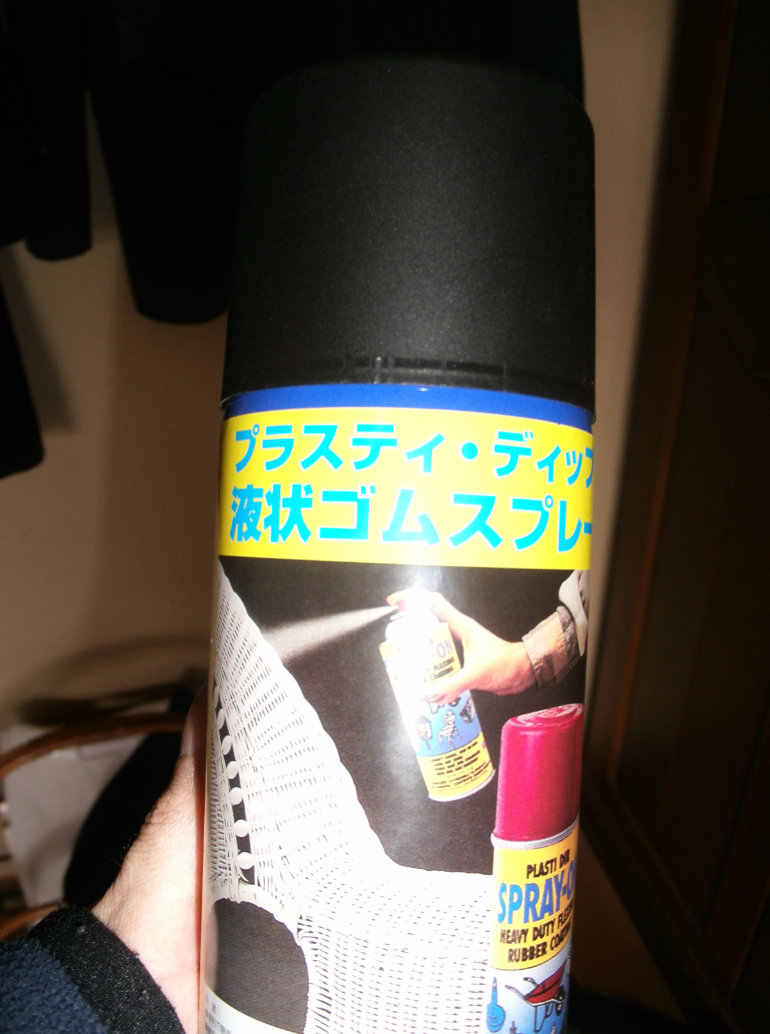 プラスティ・ディップ
液状ゴムスプレー
PLASTI DIP
SPRAY-ON
HEAVY DUTY
RUBBER